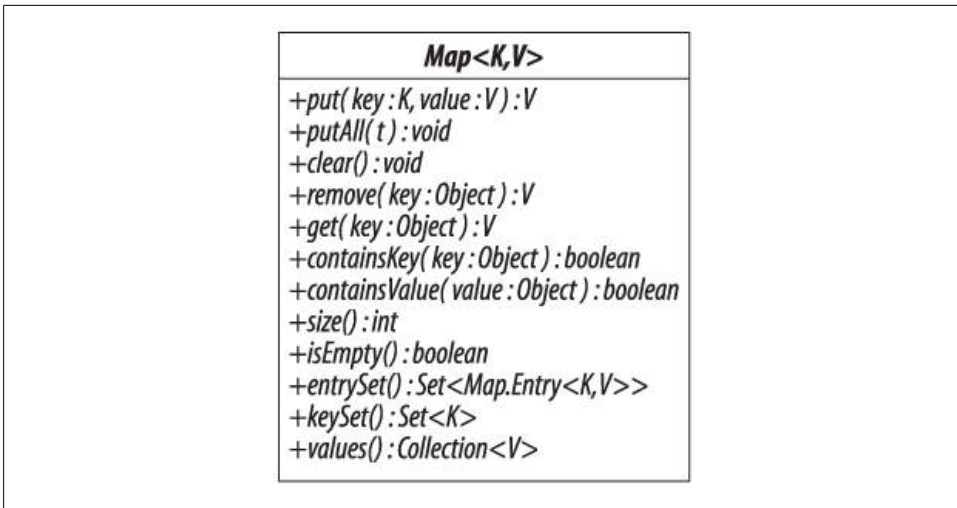 Map<K,V>
+put( key : K, value : V ) : V
+putAll( t ) : void
+clear() : void
+remove( key : Object ) : V
+get( key : Object ) : V
+containsKey( key : Object ) : boolean
+containsValue( value : Object ) : boolean
+size() : int
+isEmpty() : boolean
+entrySet() : Set<Map.Entry<K,V>>
+keySet() : Set<K>
+values() : Collection<V>